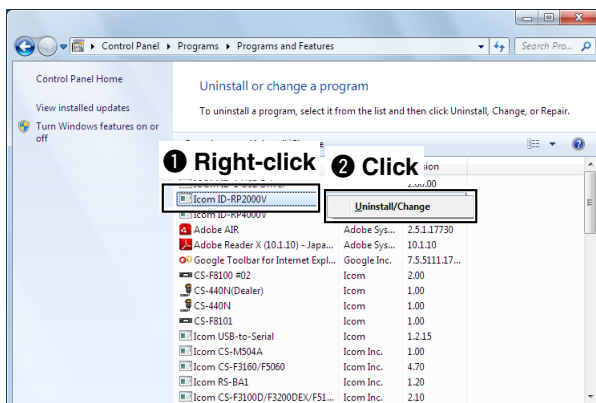 Control Panel ▸ Programs ▸ Programs and Features
Search Pro...
Control Panel Home
View installed updates
Turn Windows features on or
off
Uninstall or change a program
To uninstall a program, select it from the list and then click Uninstall, Change, or Repair.
❶ Right-click
❷ Click
Icom ID-RP2000V
Uninstall/Change
Icom ID-RP4000V
Adobe AIR Adobe Sys... 2.5.1.17730
Adobe Reader X (10.1.10) - Japa... Adobe Sys... 10.1.10
Google Toolbar for Internet Expl... Google Inc. 7.5.5111.17...
CS-F8100 #02 Icom 2.00
CS-440N(Dealer) Icom 1.00
CS-440N Icom 1.00
CS-F8101 Icom 1.00
Icom USB-to-Serial Icom 1.2.15
Icom CS-M504A Icom Inc. 1.00
Icom CS-F3160/F5060 Icom Inc. 4.70
Icom RS-BA1 Icom Inc. 1.20
Icom CS-F3100D/F3200DEX/F51... Icom Inc. 2.10